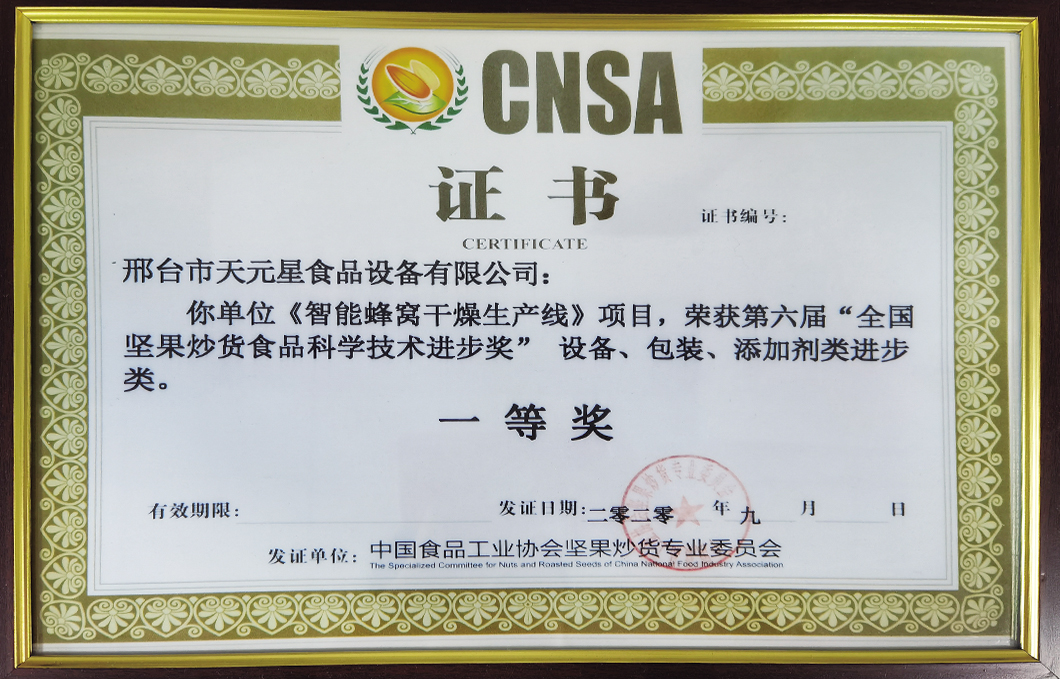 CNSA
证书
证书编号：
CERTIFICATE
邢台市天元星食品设备有限公司：
你单位《智能蜂窝干燥生产线》项目，荣获第六届“全国
坚果炒货食品科学技术进步奖” 设备、包装、添加剂类进步
类。
一等奖
有效期限： 发证日期：二零二零 年 九 月 日
发证单位：中国食品工业协会坚果炒货专业委员会
The Specialized Committee for Nuts and Roasted Seeds of China National Food Industry Association